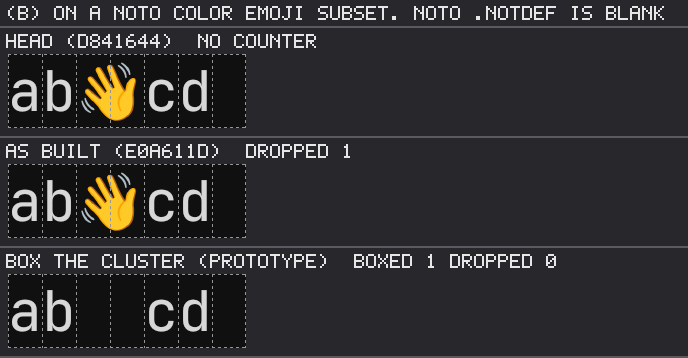 (B) ON A NOTO COLOR EMOJI SUBSET. NOTO .NOTDEF IS BLANK
HEAD (D841644)  NO COUNTER
ab👋cd
AS BUILT (E0A611D)  DROPPED 1
ab👋cd
BOX THE CLUSTER (PROTOTYPE)  BOXED 1 DROPPED 0
ab  cd